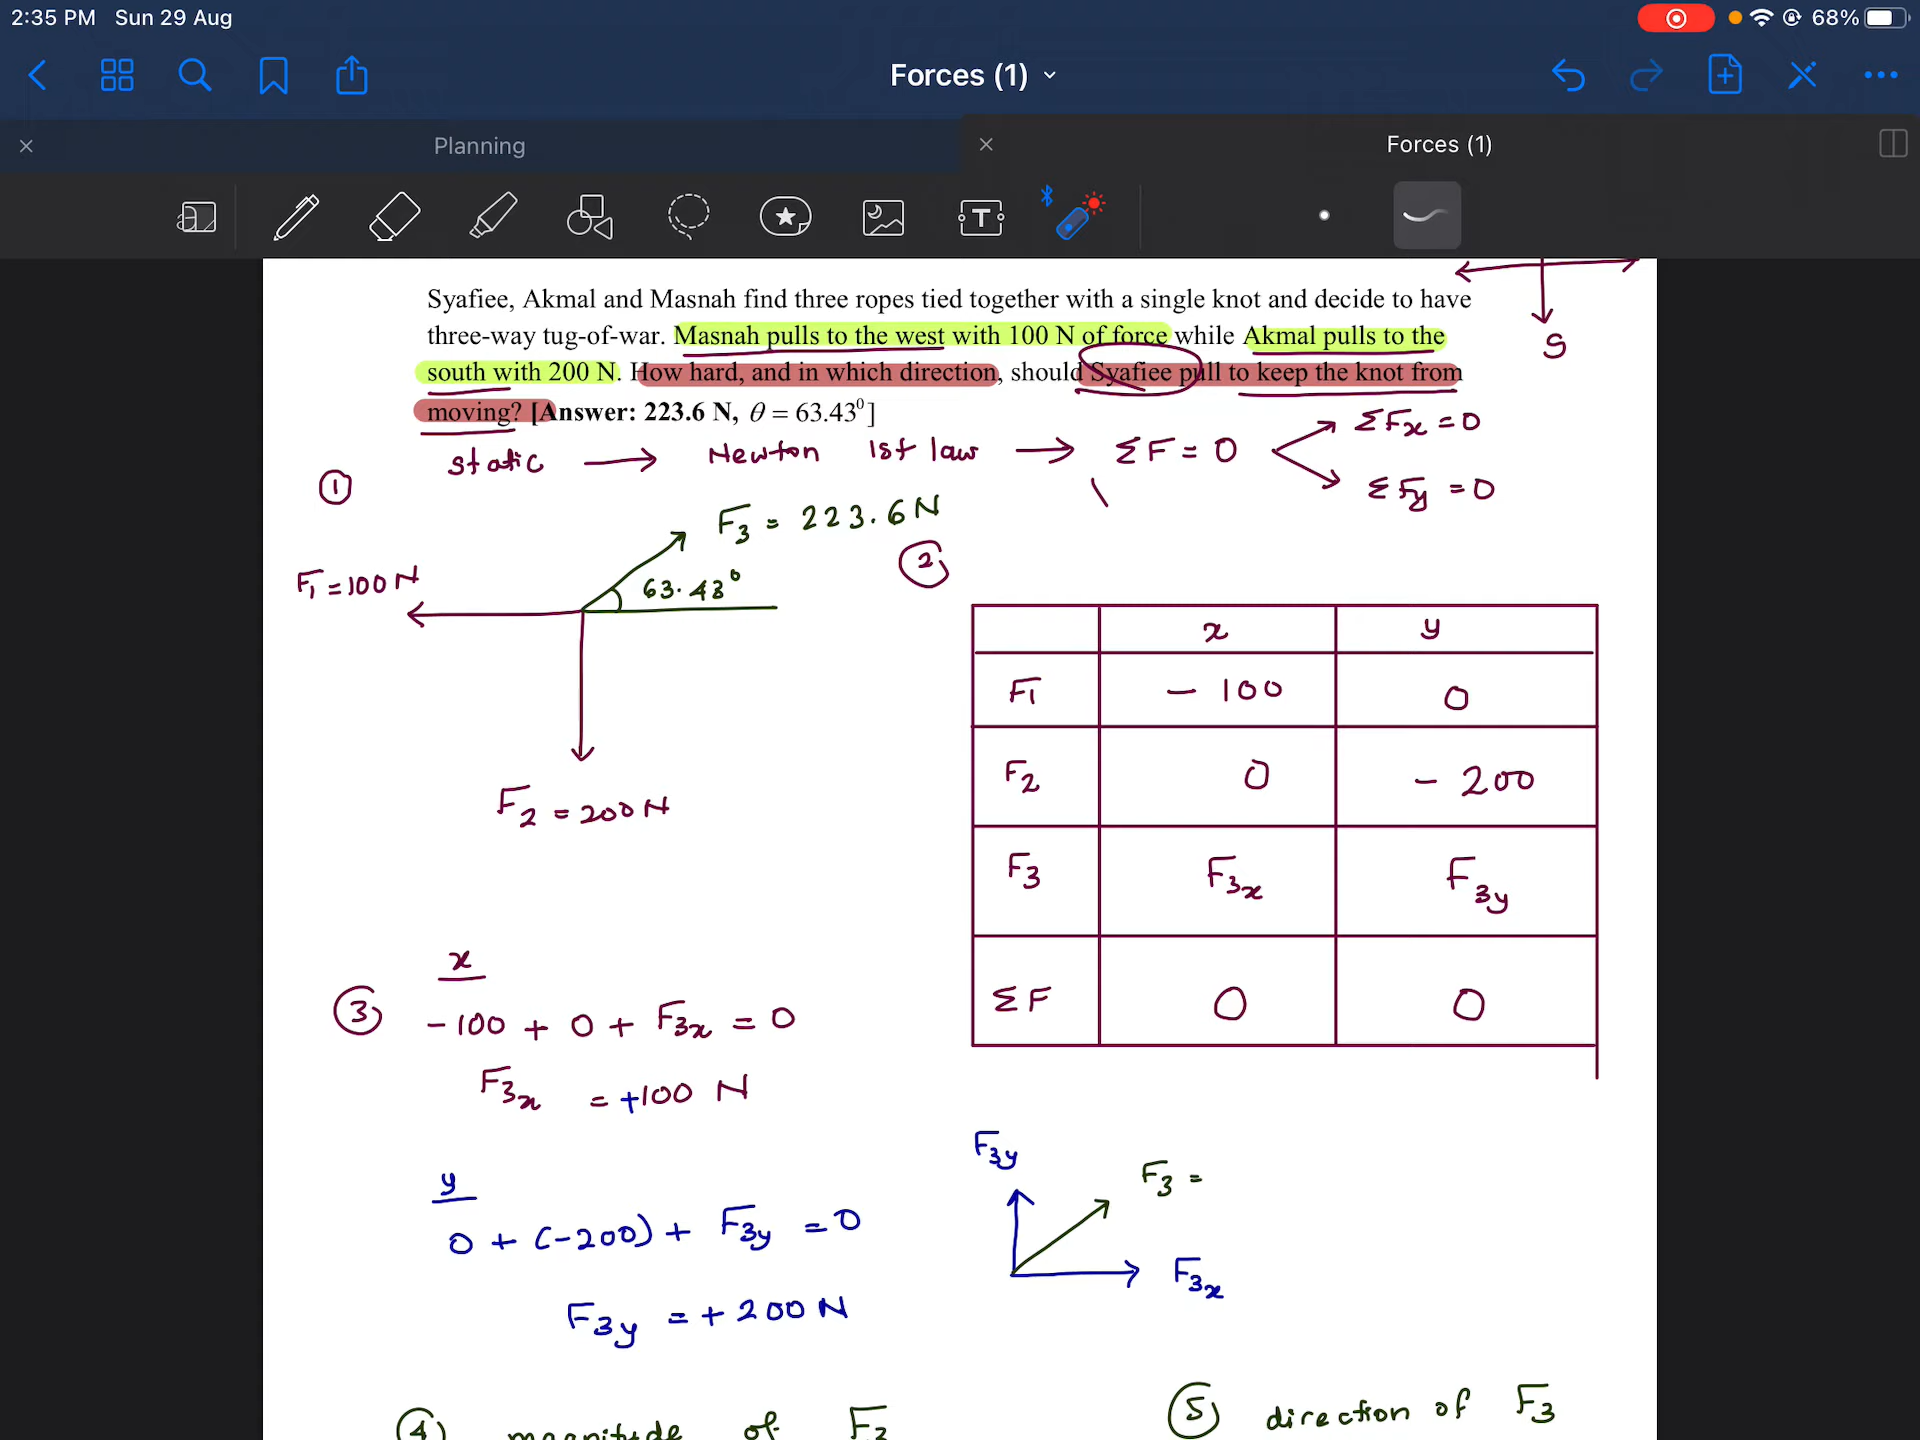 2:35 PM Sun 29 Aug
68%
Forces (1)
Planning
Forces (1)
T
Syafiee, Akmal and Masnah find three ropes tied together with a single knot and decide to have
three-way tug-of-war. Masnah pulls to the west with 100 N of force while Akmal pulls to the
south with 200 N. How hard, and in which direction, should Syafiee pull to keep the knot from
moving? [Answer: 223.6 N, θ = 63.43⁰]
S
static → Newton 1st law → ΣF = 0
ΣFx = 0
ΣFy = 0
①
F₃ = 223.6 N
F₁ = 100 N
63.43°
F₂ = 200 N
②
x y
F₁ - 100 0
F₂ 0 - 200
F₃ F₃x F₃y
ΣF 0 0
③ x
- 100 + 0 + F₃x = 0
F₃x = +100 N
y
0 + (-200) + F₃y = 0
F₃y = + 200 N
F₃y
F₃ =
F₃x
④ magnitude of F₃
⑤ direction of F₃